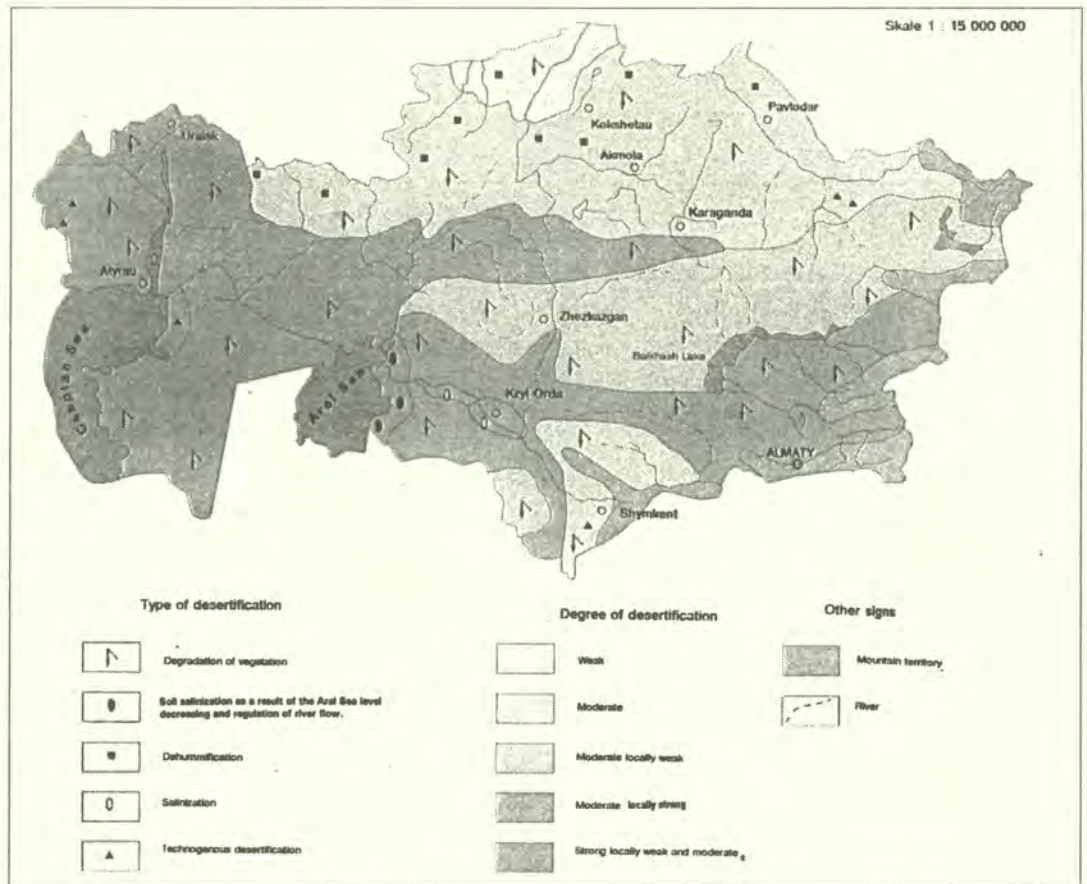 Skale 1 : 15 000 000
Uralsk
Kokshetau
Pavlodar
Akmola
Karaganda
Atyrau
Zhezkazgan
Balkhash Lake
Caspian Sea
Aral Sea
Kzyl Orda
ALMATY
Shymkent
Type of desertification
Degradation of vegetation
Soil salinization as a result of the Aral Sea level
decreasing and regulation of river flow.
Dehummification
Salinization
Technogenous desertification
Degree of desertification
Weak
Moderate
Moderate locally weak
Moderate locally strong
Strong locally weak and moderate
Other signs
Mountain territory
River